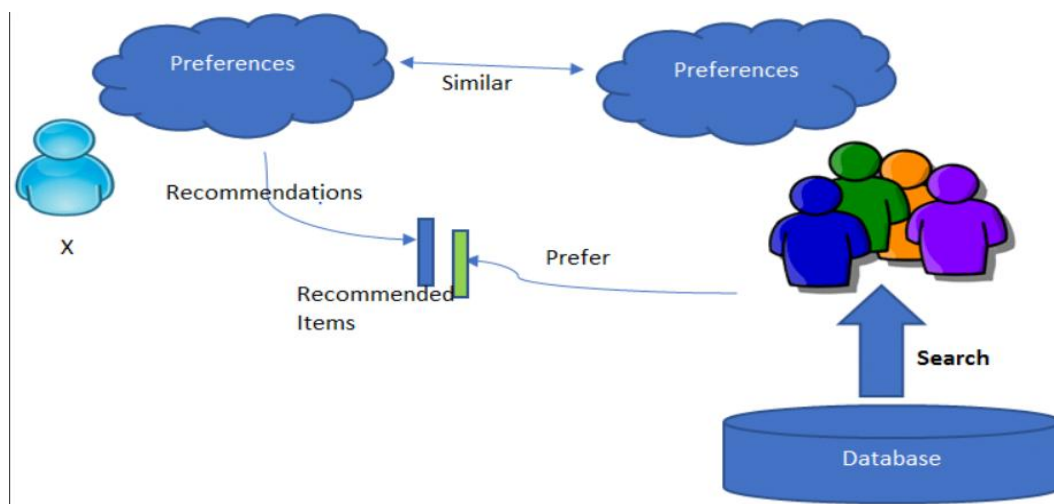 Preferences
Similar
Preferences
Recommendations
X
Prefer
Recommended
Items
Search
Database